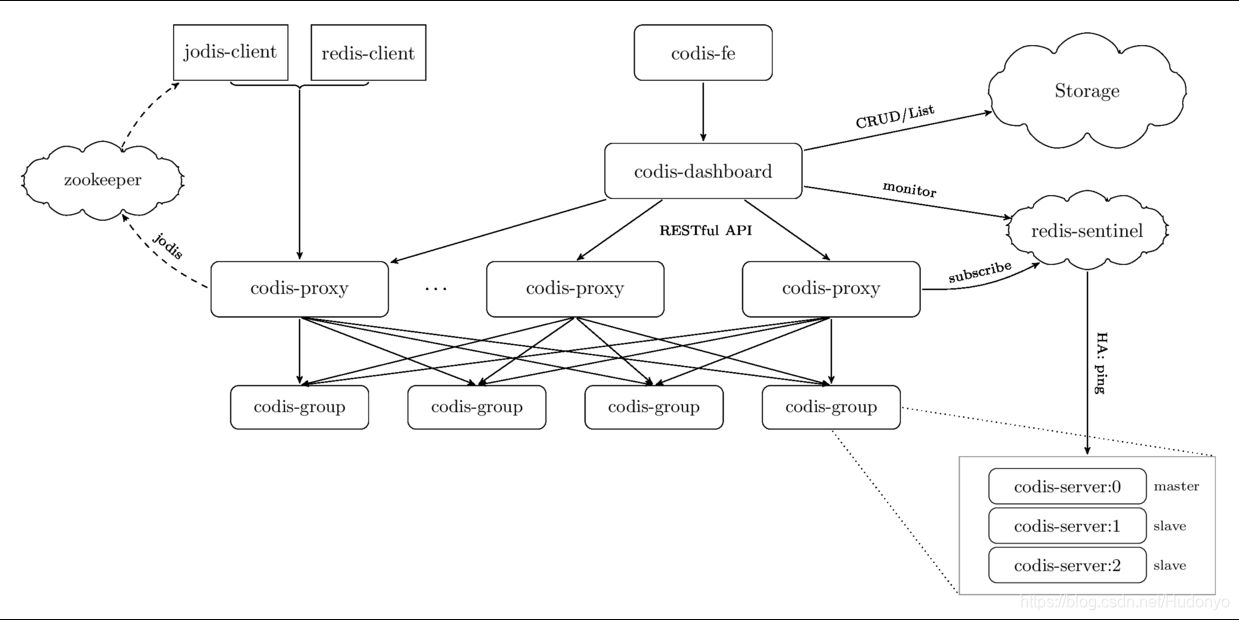 jodis-client
redis-client
codis-fe
Storage
CRUD/List
zookeeper
codis-dashboard
monitor
jodis
RESTful API
redis-sentinel
subscribe
codis-proxy
...
codis-proxy
codis-proxy
HA: ping
codis-group
codis-group
codis-group
codis-group
codis-server:0 master
codis-server:1 slave
codis-server:2 slave
https://blog.csdn.net/Hudonyo